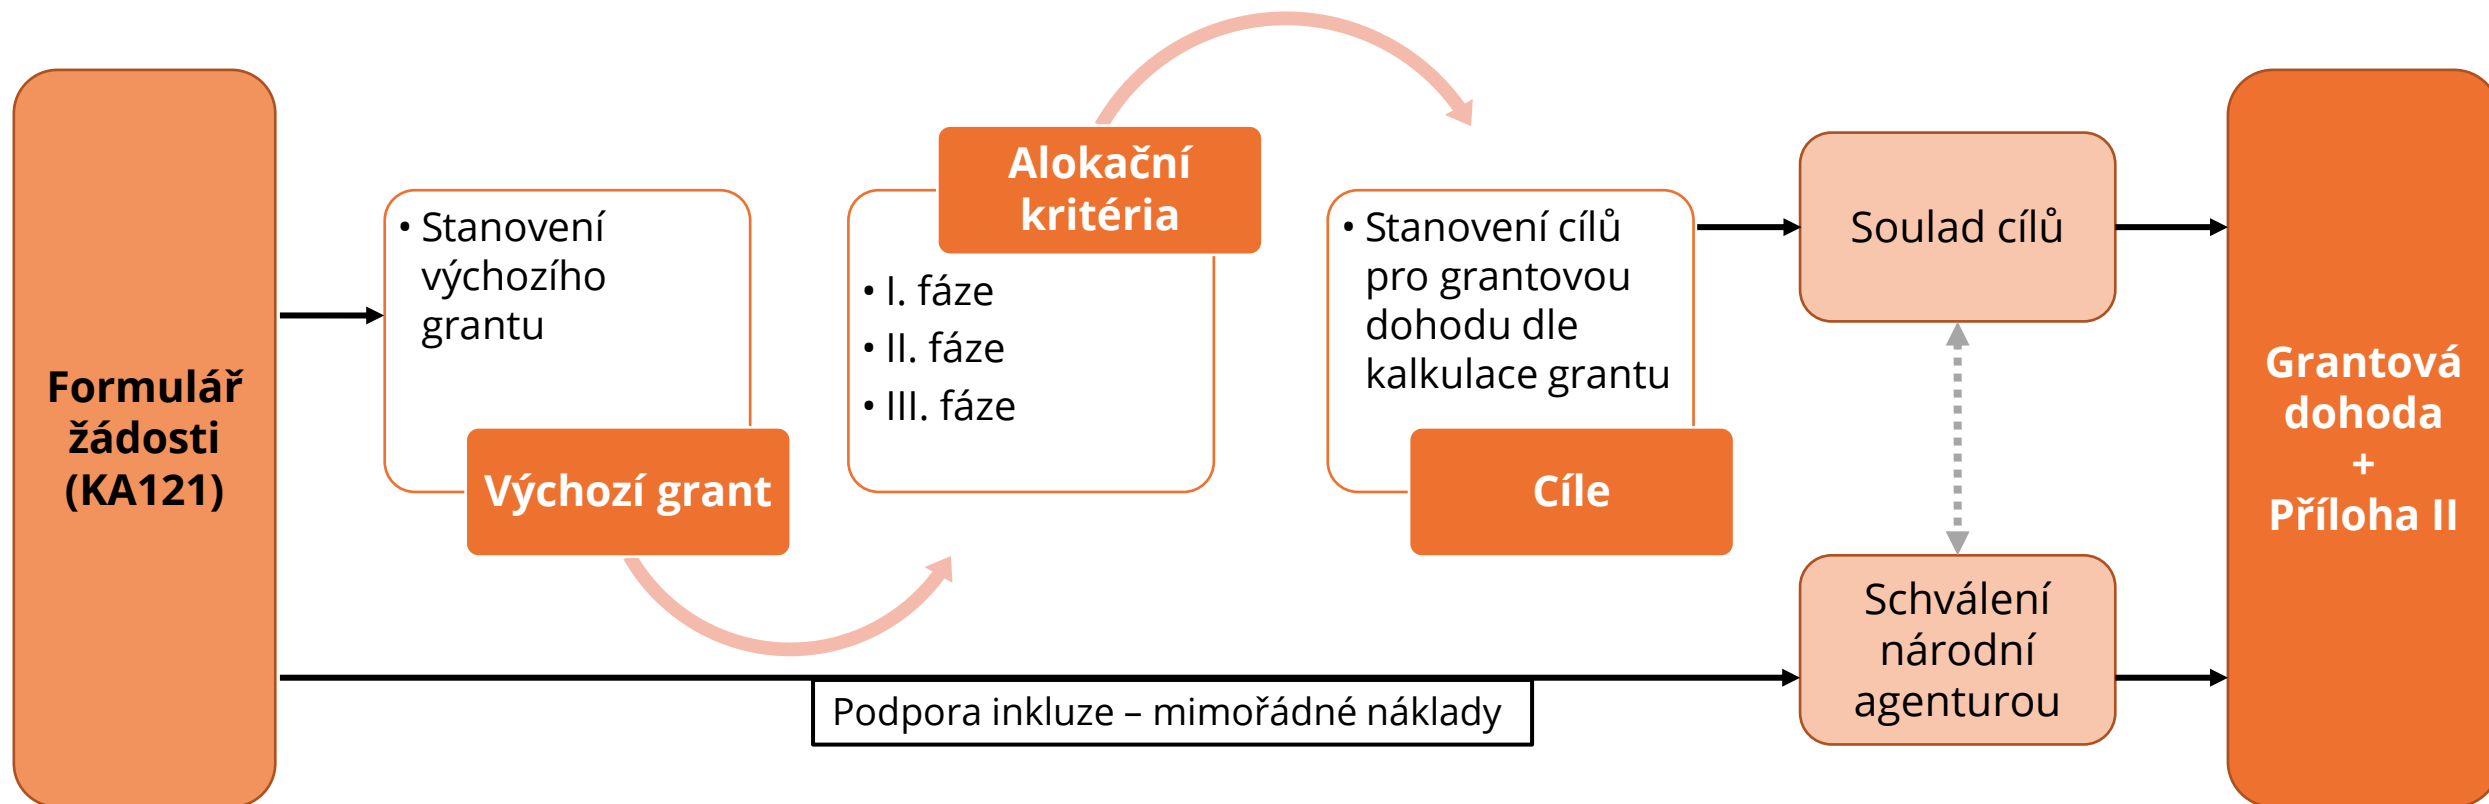 Formulář
žádosti
(KA121)
• Stanovení
výchozího
grantu
Výchozí grant
Alokační
kritéria
• I. fáze
• II. fáze
• III. fáze
• Stanovení cílů
pro grantovou
dohodu dle
kalkulace grantu
Cíle
Soulad cílů
Podpora inkluze – mimořádné náklady
Schválení
národní
agenturou
Grantová
dohoda
+
Příloha II